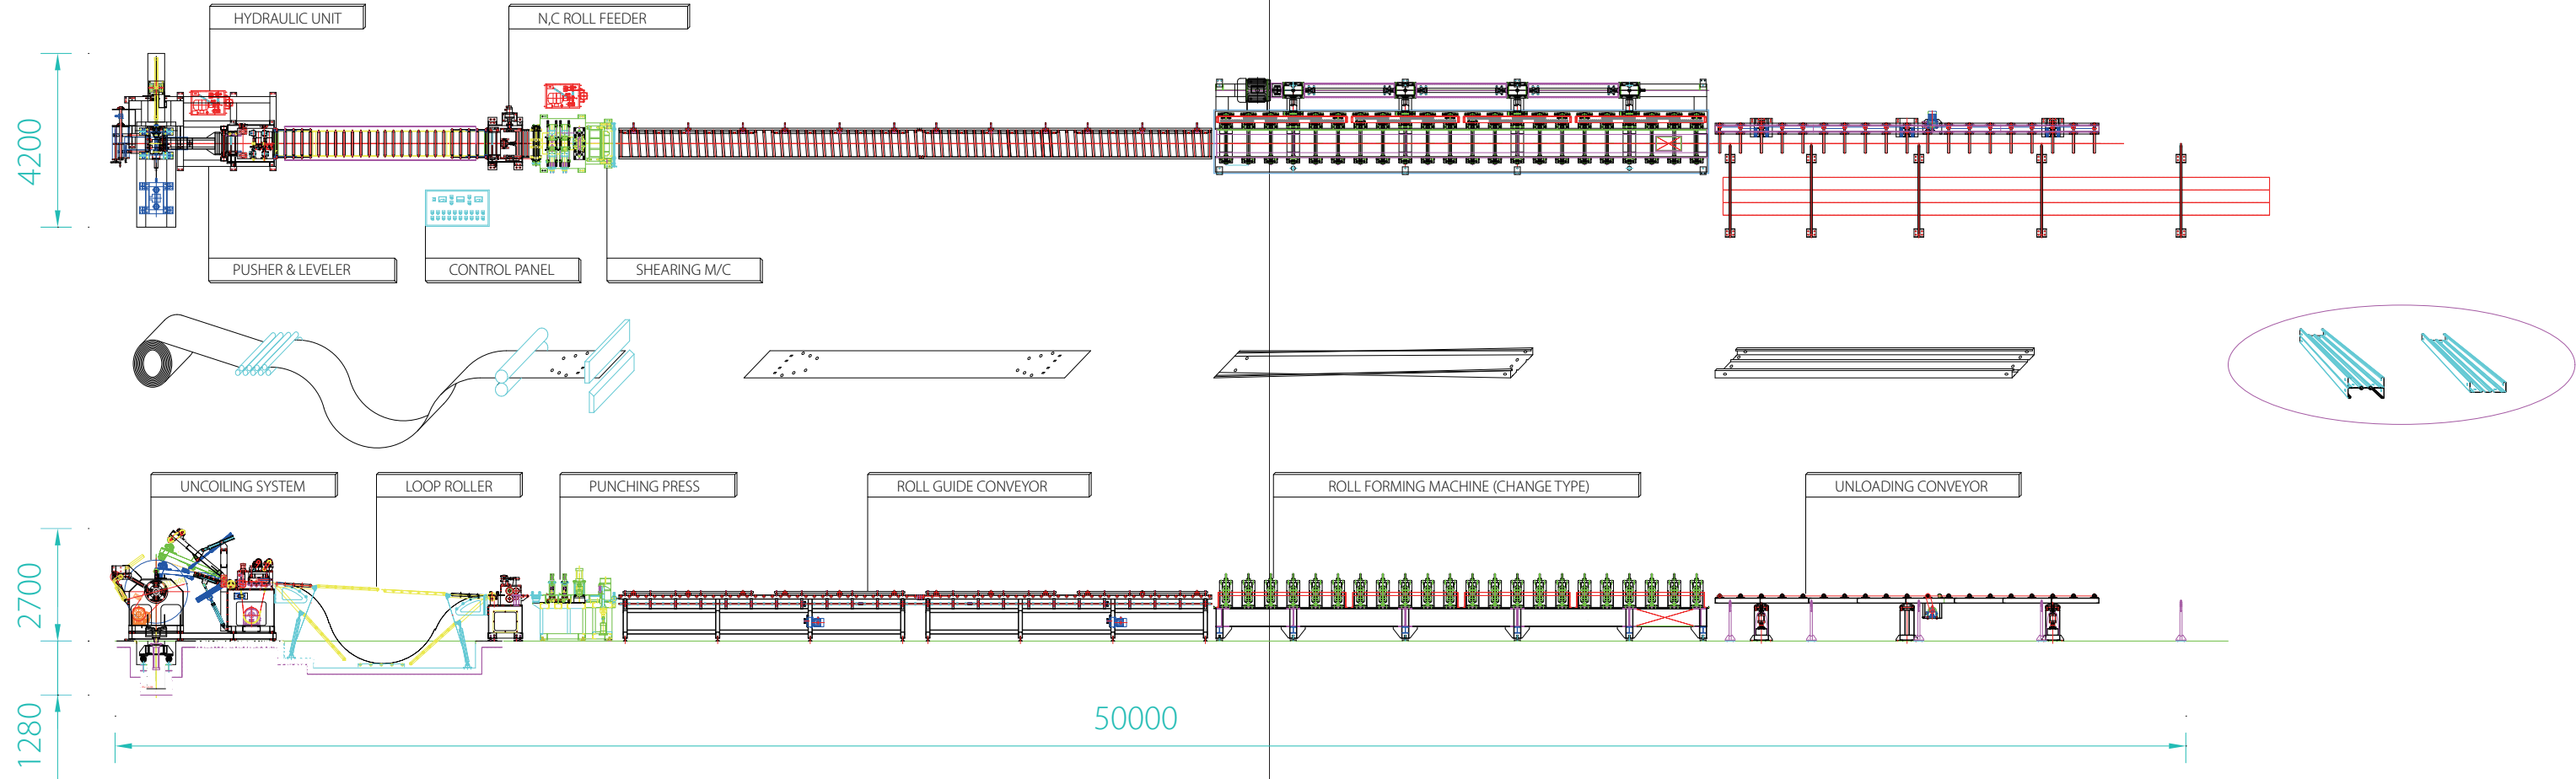 HYDRAULIC UNIT
N,C ROLL FEEDER
4200
PUSHER & LEVELER
CONTROL PANEL
SHEARING M/C
UNCOILING SYSTEM
LOOP ROLLER
PUNCHING PRESS
ROLL GUIDE CONVEYOR
ROLL FORMING MACHINE (CHANGE TYPE)
UNLOADING CONVEYOR
2700
1280
50000